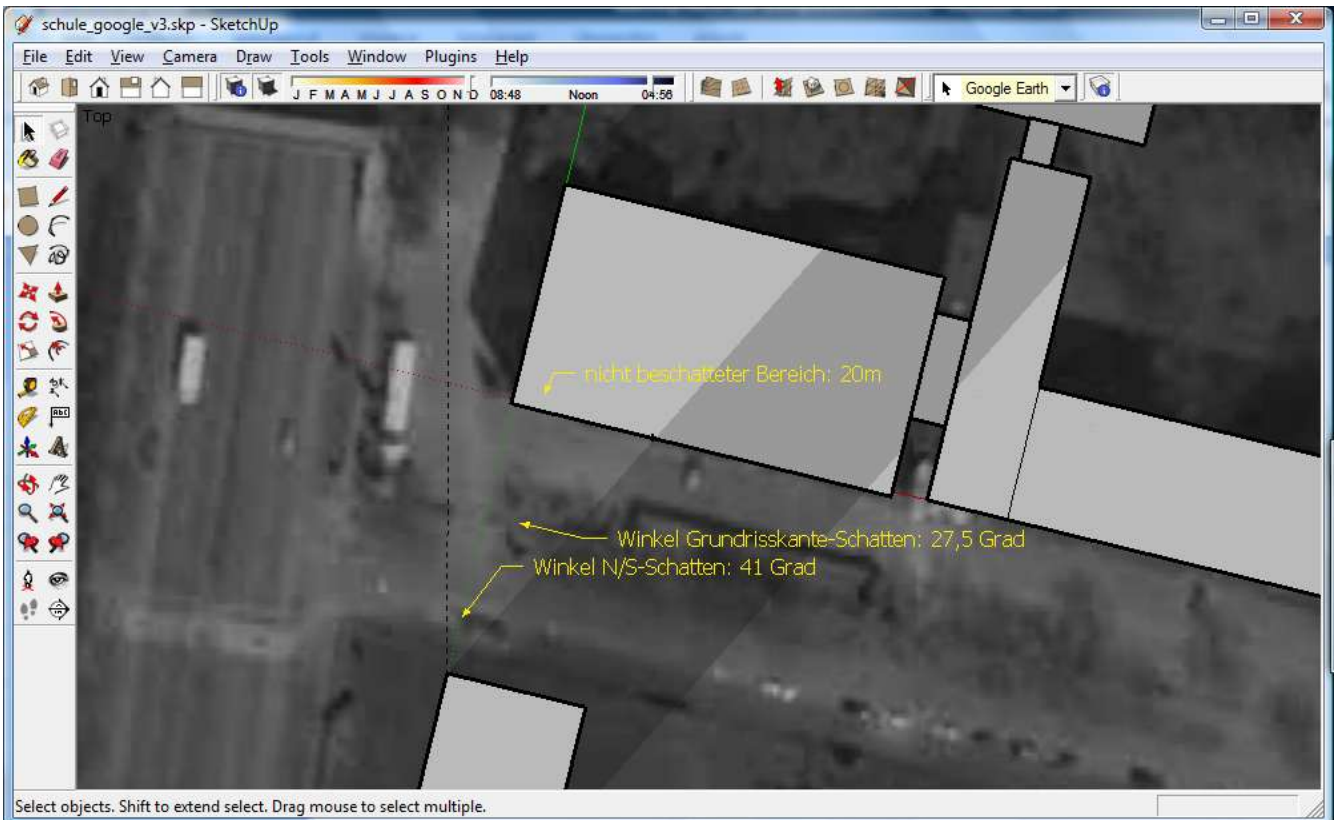 schule_google_v3.skp - SketchUp
File Edit View Camera Draw Tools Window Plugins Help
J F M A M J J A S O N D 08:48 Noon 04:56 Google Earth
Top
Abc
nicht beschatteter Bereich: 20m
Winkel Grundrisskante-Schatten: 27,5 Grad
Winkel N/S-Schatten: 41 Grad
Select objects. Shift to extend select. Drag mouse to select multiple.